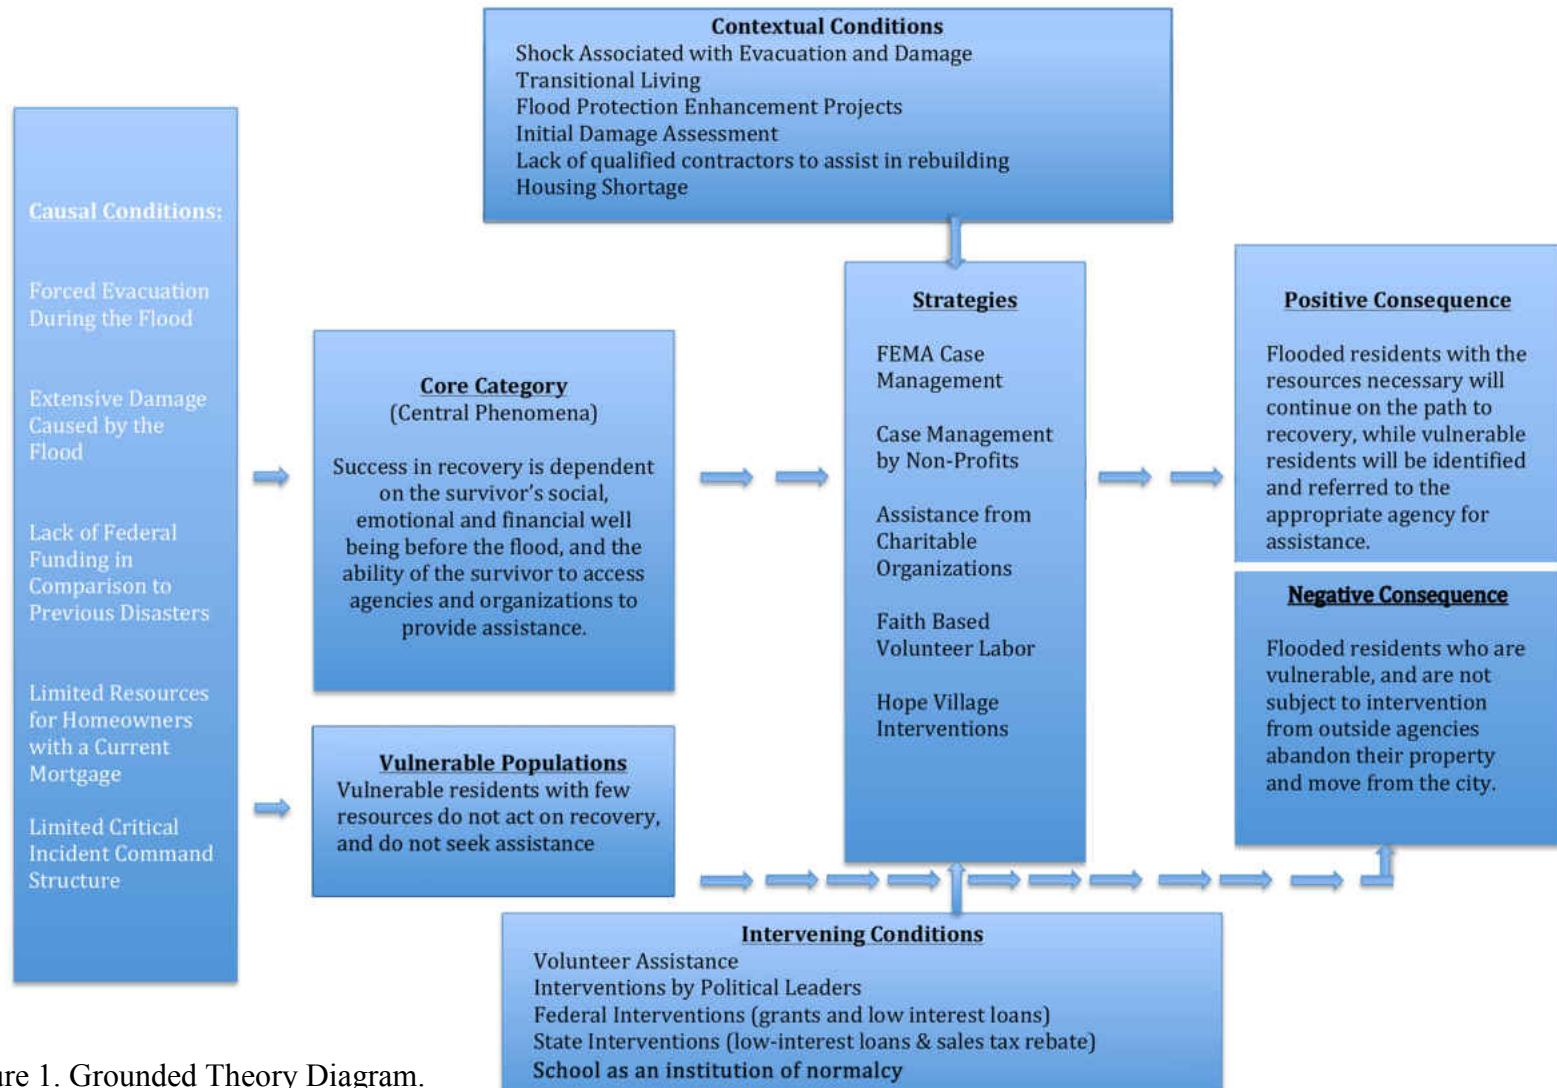 Contextual Conditions
Shock Associated with Evacuation and Damage
Transitional Living
Flood Protection Enhancement Projects
Initial Damage Assessment
Lack of qualified contractors to assist in rebuilding
Housing Shortage
Causal Conditions:
Forced Evacuation
During the Flood
Extensive Damage
Caused by the
Flood
Lack of Federal
Funding in
Comparison to
Previous Disasters
Limited Resources
for Homeowners
with a Current
Mortgage
Limited Critical
Incident Command
Structure
Core Category
(Central Phenomena)
Success in recovery is dependent
on the survivor's social,
emotional and financial well
being before the flood, and the
ability of the survivor to access
agencies and organizations to
provide assistance.
Vulnerable Populations
Vulnerable residents with few
resources do not act on recovery,
and do not seek assistance
Strategies
FEMA Case
Management
Case Management
by Non-Profits
Assistance from
Charitable
Organizations
Faith Based
Volunteer Labor
Hope Village
Interventions
Positive Consequence
Flooded residents with the
resources necessary will
continue on the path to
recovery, while vulnerable
residents will be identified
and referred to the
appropriate agency for
assistance.
Negative Consequence
Flooded residents who are
vulnerable, and are not
subject to intervention
from outside agencies
abandon their property
and move from the city.
Intervening Conditions
Volunteer Assistance
Interventions by Political Leaders
Federal Interventions (grants and low interest loans)
State Interventions (low-interest loans & sales tax rebate)
School as an institution of normalcy
ure 1. Grounded Theory Diagram.